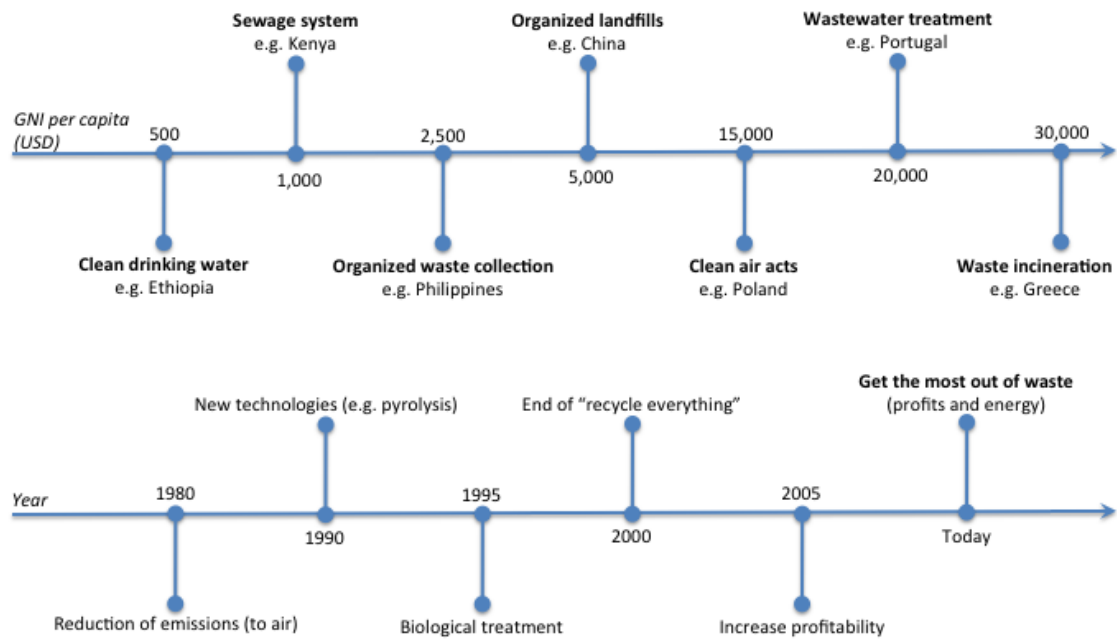 Sewage system
e.g. Kenya
Organized landfills
e.g. China
Wastewater treatment
e.g. Portugal
GNI per capita
(USD)
500
1,000
2,500
5,000
15,000
20,000
30,000
Clean drinking water
e.g. Ethiopia
Organized waste collection
e.g. Philippines
Clean air acts
e.g. Poland
Waste incineration
e.g. Greece
New technologies (e.g. pyrolysis)
End of “recycle everything”
Get the most out of waste
(profits and energy)
Year
1980
1990
1995
2000
2005
Today
Reduction of emissions (to air)
Biological treatment
Increase profitability